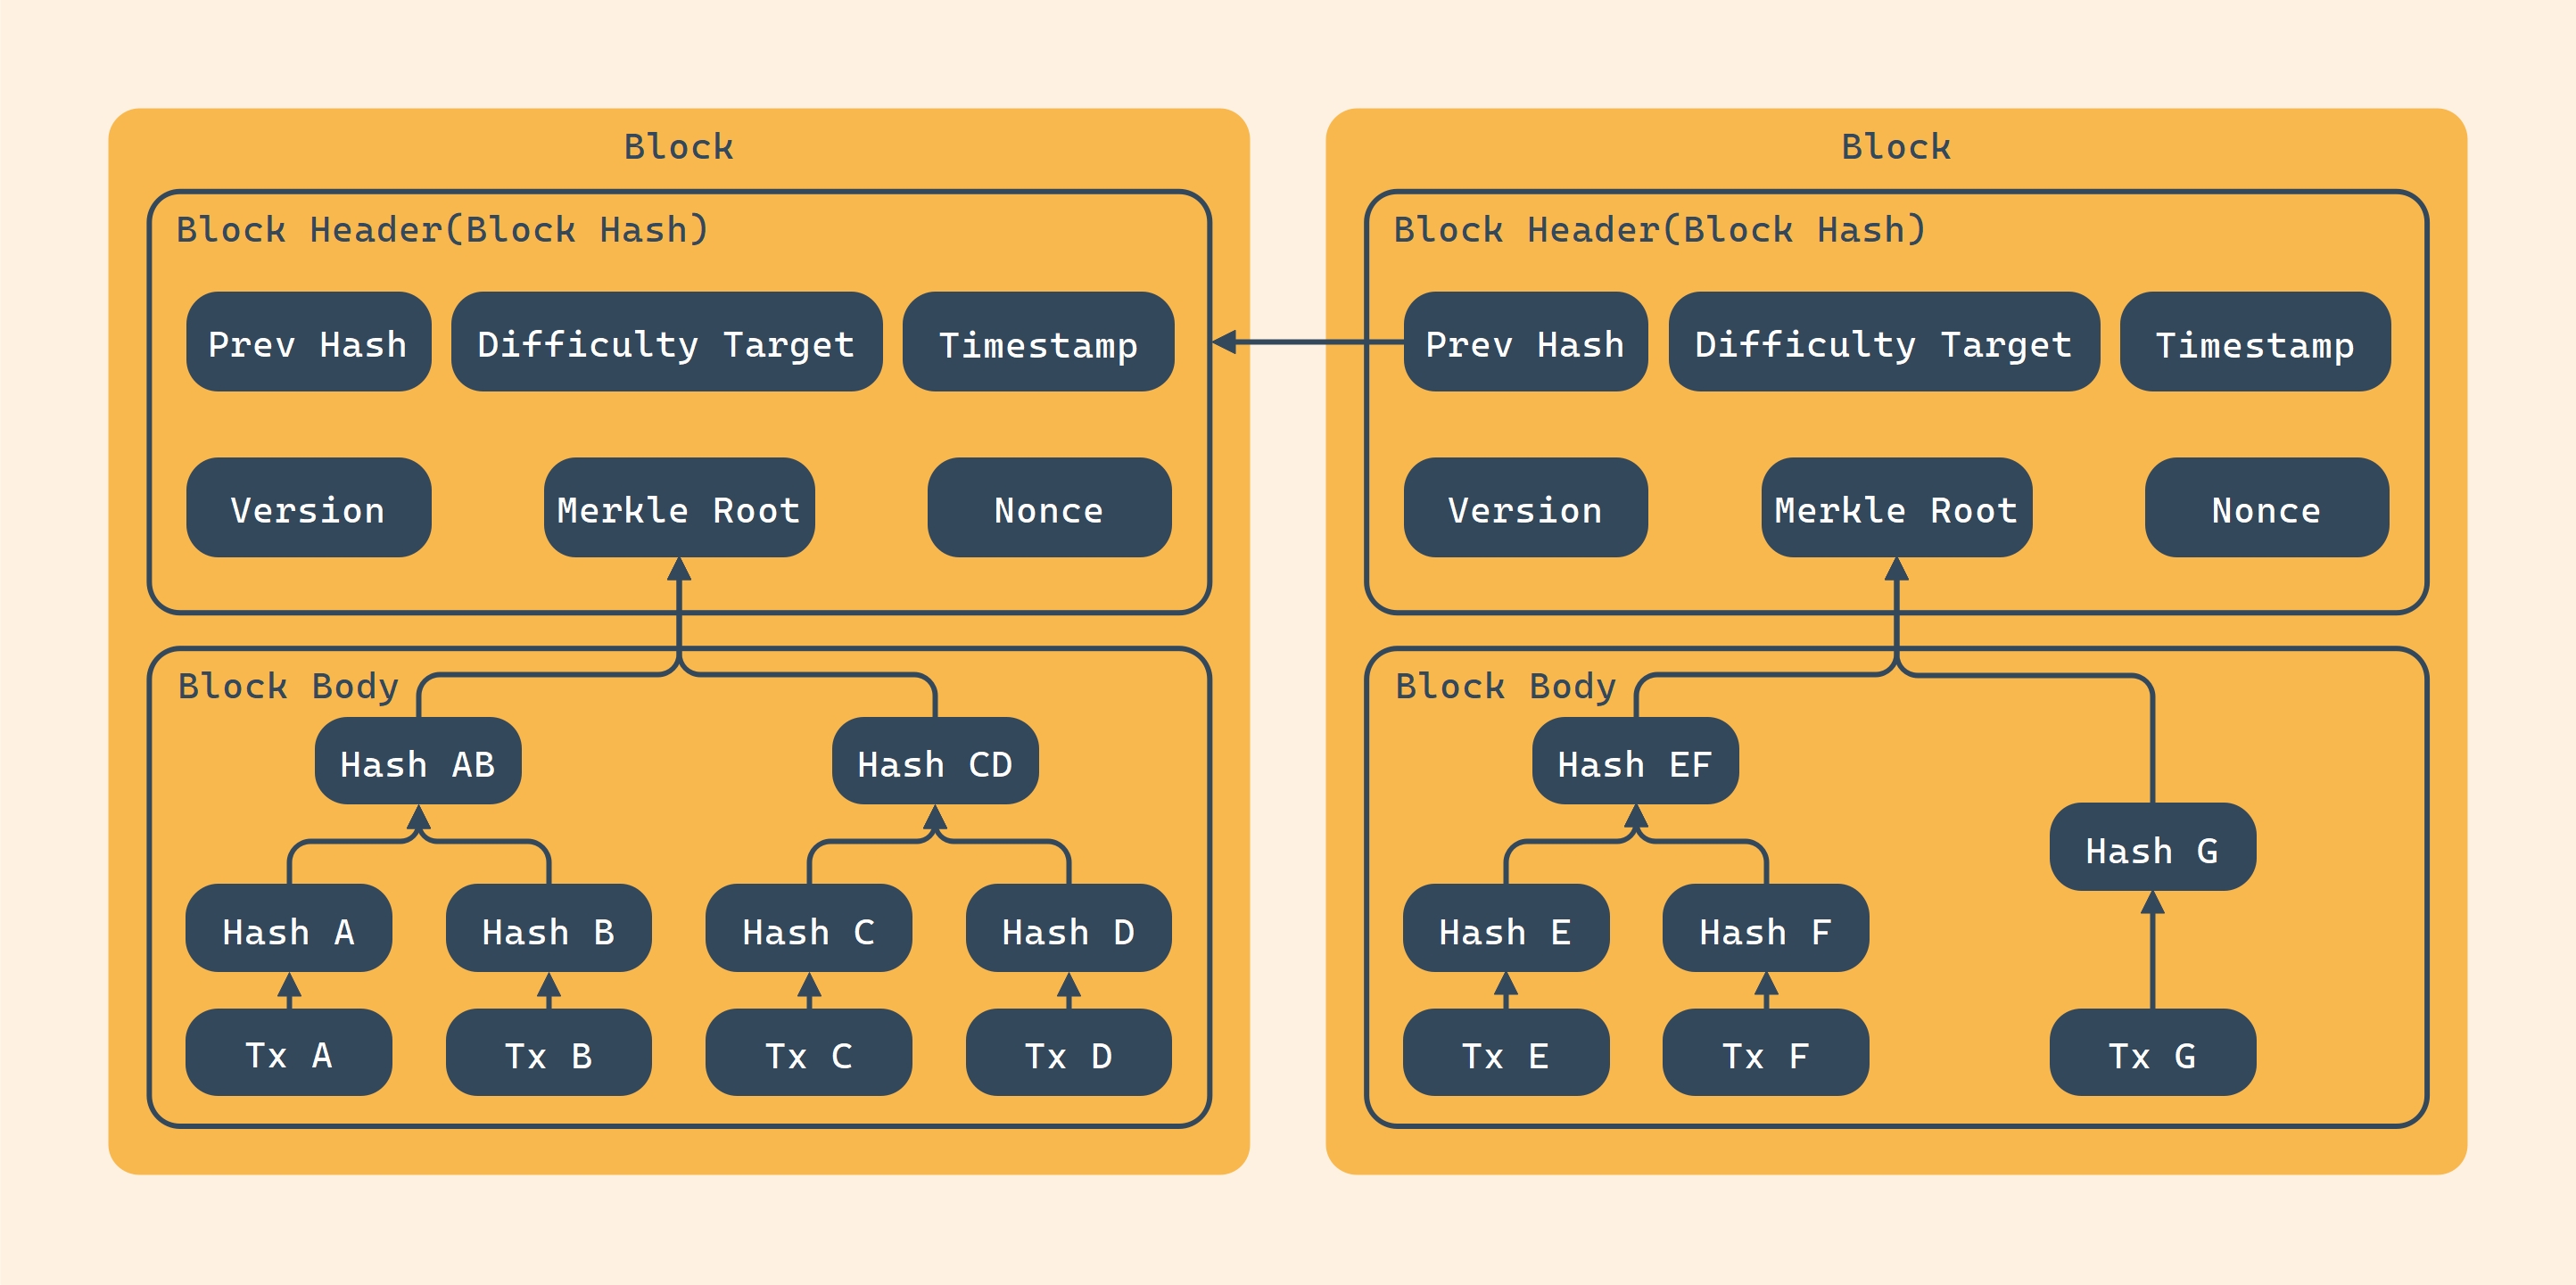 Block
Block Header(Block Hash)
Prev Hash
Difficulty Target
Timestamp
Version
Merkle Root
Nonce
Block Body
Hash AB
Hash CD
Hash A
Hash B
Hash C
Hash D
Tx A
Tx B
Tx C
Tx D
Block
Block Header(Block Hash)
Prev Hash
Difficulty Target
Timestamp
Version
Merkle Root
Nonce
Block Body
Hash EF
Hash G
Hash E
Hash F
Tx E
Tx F
Tx G